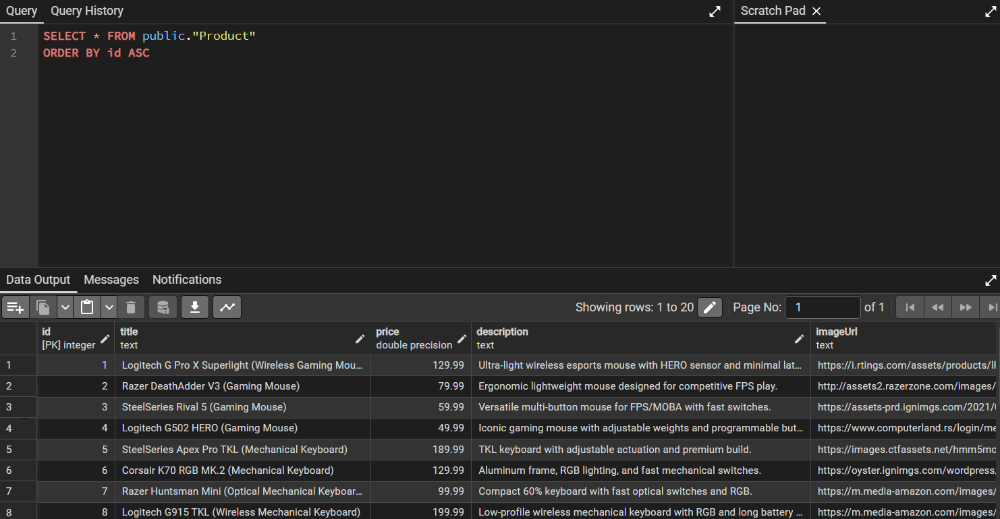 Query Query History
Scratch Pad
1 SELECT * FROM public."Product"
2 ORDER BY id ASC
Data Output Messages Notifications
Showing rows: 1 to 20 Page No: 1 of 1
id title price description imageUrl
[PK] integer text double precision text text
1 1 Logitech G Pro X Superlight (Wireless Gaming Mou... 129.99 Ultra-light wireless esports mouse with HERO sensor and minimal lat... https://i.rtings.com/assets/products/
2 2 Razer DeathAdder V3 (Gaming Mouse) 79.99 Ergonomic lightweight mouse designed for competitive FPS play. http://assets2.razerzone.com/images/
3 3 SteelSeries Rival 5 (Gaming Mouse) 59.99 Versatile multi-button mouse for FPS/MOBA with fast switches. https://assets-prd.ignimgs.com/2021/
4 4 Logitech G502 HERO (Gaming Mouse) 49.99 Iconic gaming mouse with adjustable weights and programmable but... https://www.computerland.rs/login/me
5 5 SteelSeries Apex Pro TKL (Mechanical Keyboard) 189.99 TKL keyboard with adjustable actuation and premium build. https://images.ctfassets.net/hmm5mo
6 6 Corsair K70 RGB MK.2 (Mechanical Keyboard) 129.99 Aluminum frame, RGB lighting, and fast mechanical switches. https://oyster.ignimgs.com/wordpress
7 7 Razer Huntsman Mini (Optical Mechanical Keyboar... 99.99 Compact 60% keyboard with fast optical switches and RGB. https://m.media-amazon.com/images/
8 8 Logitech G915 TKL (Wireless Mechanical Keyboard) 199.99 Low-profile wireless mechanical keyboard with RGB and long battery ... https://m.media-amazon.com/images/